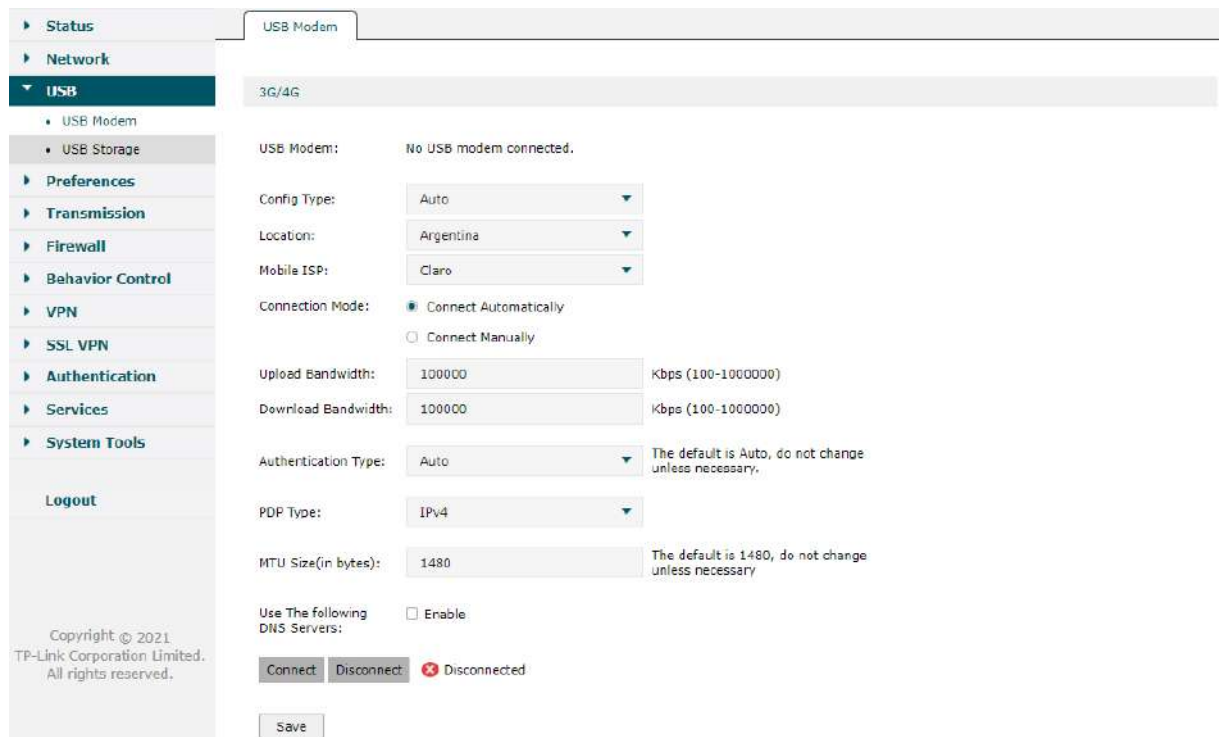 Status
Network
USB
USB Modem
USB Storage
Preferences
Transmission
Firewall
Behavior Control
VPN
SSL VPN
Authentication
Services
System Tools
Logout
Copyright © 2021
TP-Link Corporation Limited.
All rights reserved.
USB Modem
3G/4G
USB Modem: No USB modem connected.
Config Type: Auto
Location: Argentina
Mobile ISP: Claro
Connection Mode: Connect Automatically
Connect Manually
Upload Bandwidth: 100000 Kbps (100-1000000)
Download Bandwidth: 100000 Kbps (100-1000000)
Authentication Type: Auto The default is Auto, do not change
unless necessary.
PDP Type: IPv4
MTU Size(in bytes): 1480 The default is 1480, do not change
unless necessary
Use The following
DNS Servers: Enable
Connect Disconnect Disconnected
Save